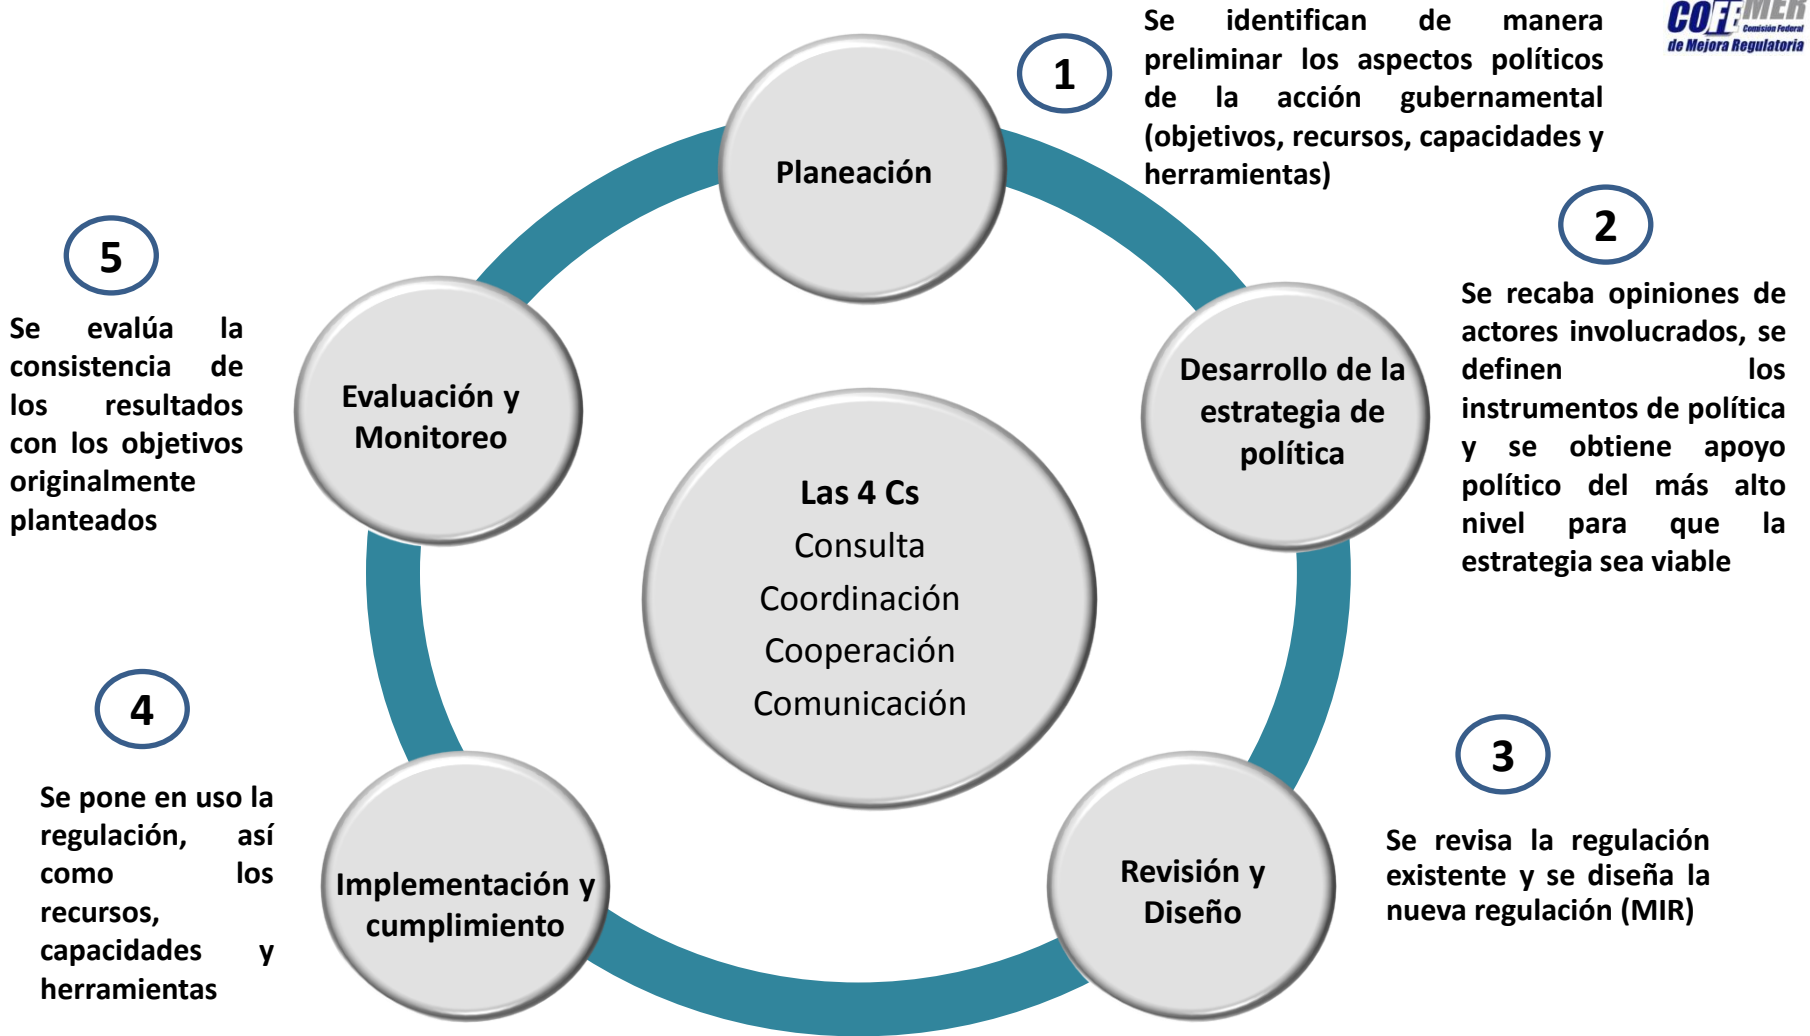 COFEMER
Comisión Federal
de Mejora Regulatoria
1
Se identifican de manera
preliminar los aspectos políticos
de la acción gubernamental
(objetivos, recursos, capacidades y
herramientas)
Planeación
2
Se recaba opiniones de
actores involucrados, se
definen los
instrumentos de política
y se obtiene apoyo
político del más alto
nivel para que la
estrategia sea viable
Desarrollo de la
estrategia de
política
3
Se revisa la regulación
existente y se diseña la
nueva regulación (MIR)
Revisión y
Diseño
4
Se pone en uso la
regulación, así
como los
recursos,
capacidades y
herramientas
Implementación y
cumplimiento
5
Se evalúa la
consistencia de
los resultados
con los objetivos
originalmente
planteados
Evaluación y
Monitoreo
Las 4 Cs
Consulta
Coordinación
Cooperación
Comunicación